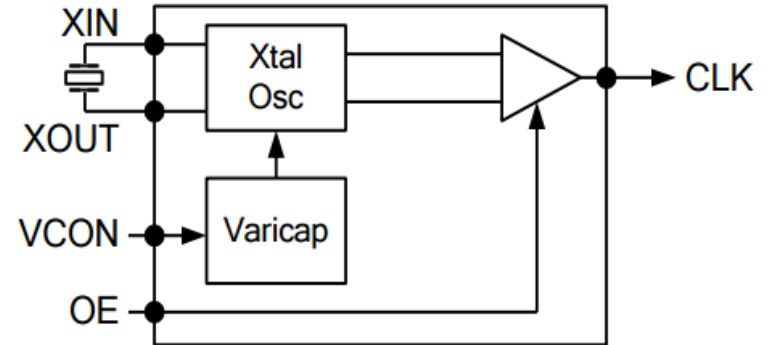 XIN
Xtal
Osc
CLK
XOUT
VCON
Varicap
OE